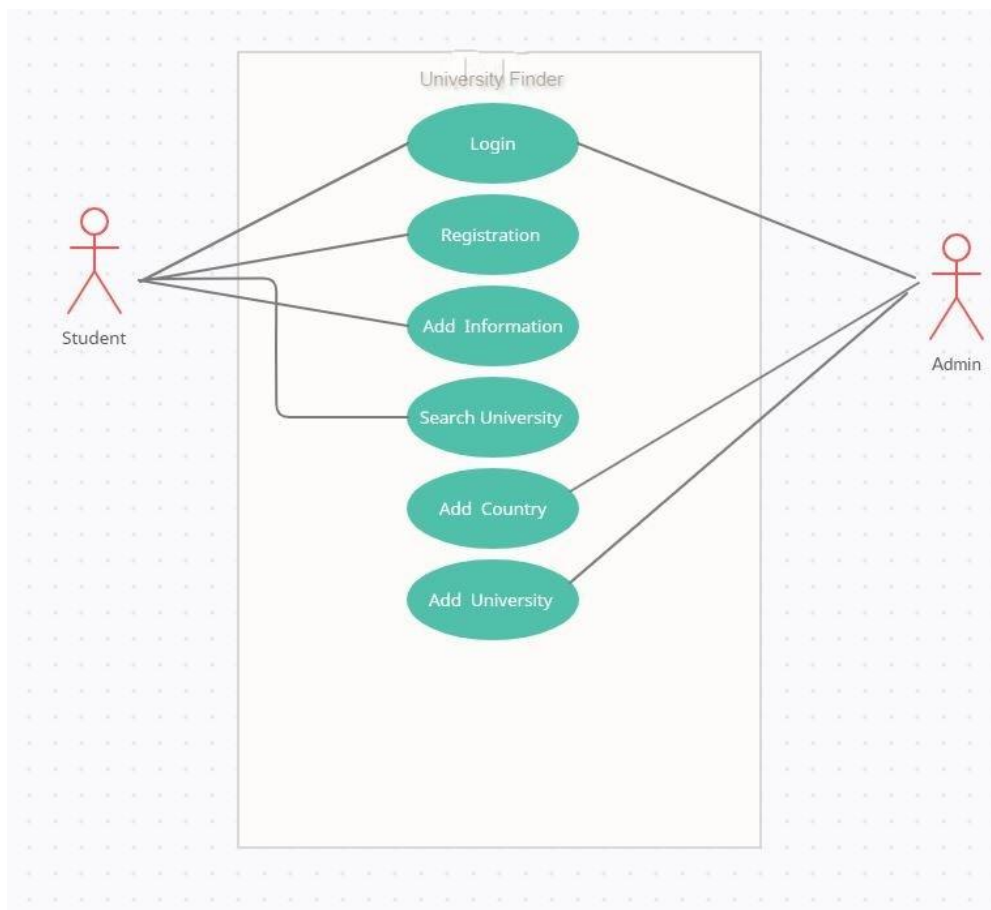 University Finder
Login
Registration
Add Information
Search University
Add Country
Add University
Student
Admin